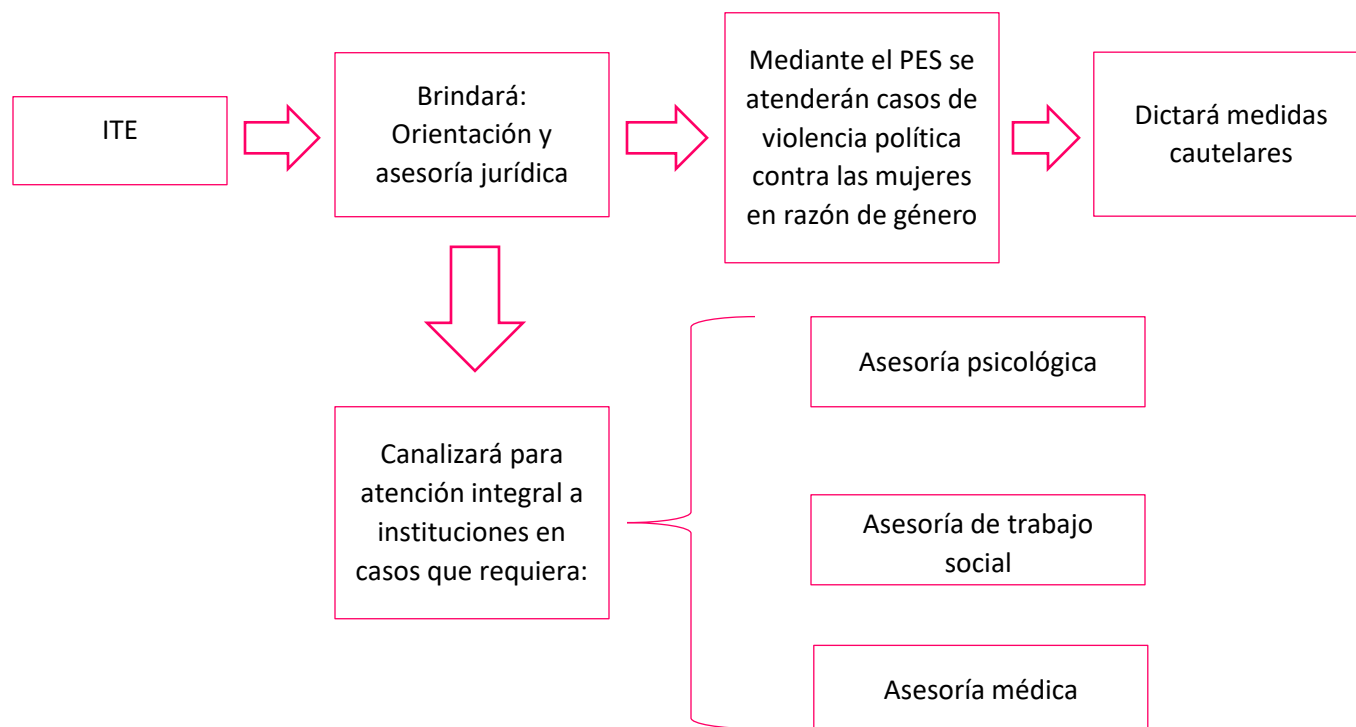 ITE
Brindará:
Orientación y
asesoría jurídica
Mediante el PES se
atenderán casos de
violencia política
contra las mujeres
en razón de género
Dictará medidas
cautelares
Canalizará para
atención integral a
instituciones en
casos que requiera:
Asesoría psicológica
Asesoría de trabajo
social
Asesoría médica